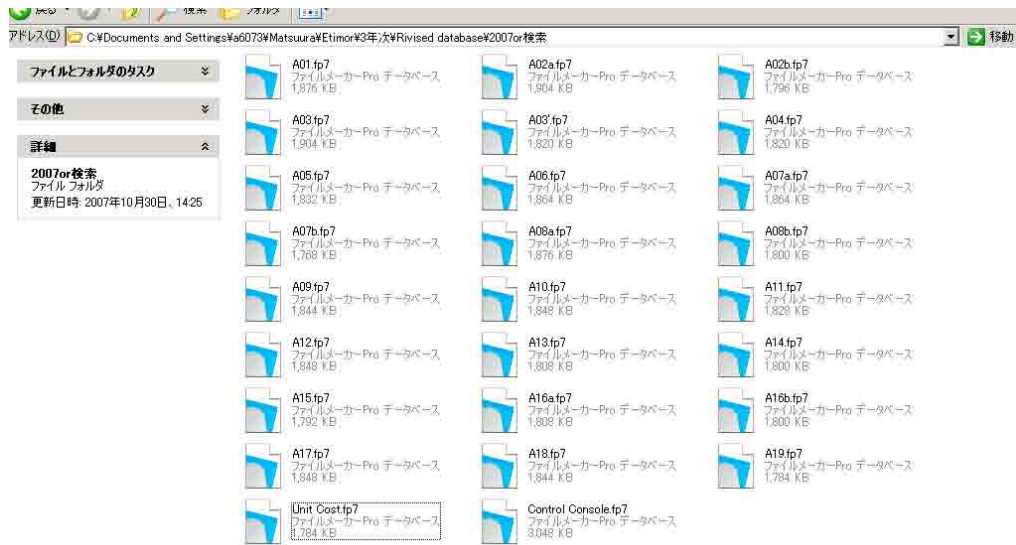 戻る 検索 フォルダ
アドレス(D) C:¥Documents and Settings¥a6073¥Matsuura¥Etimor¥3年次¥Rivised database¥2007or検索 移動
ファイルとフォルダのタスク
その他
詳細
2007or検索
ファイル フォルダ
更新日時: 2007年10月30日、14:25
A01.fp7
ファイルメーカーPro データベース
1,876 KB
A02a.fp7
ファイルメーカーPro データベース
1,904 KB
A02b.fp7
ファイルメーカーPro データベース
1,796 KB
A03.fp7
ファイルメーカーPro データベース
1,904 KB
A03'.fp7
ファイルメーカーPro データベース
1,820 KB
A04.fp7
ファイルメーカーPro データベース
1,820 KB
A05.fp7
ファイルメーカーPro データベース
1,832 KB
A06.fp7
ファイルメーカーPro データベース
1,864 KB
A07a.fp7
ファイルメーカーPro データベース
1,864 KB
A07b.fp7
ファイルメーカーPro データベース
1,768 KB
A08a.fp7
ファイルメーカーPro データベース
1,876 KB
A08b.fp7
ファイルメーカーPro データベース
1,800 KB
A09.fp7
ファイルメーカーPro データベース
1,844 KB
A10.fp7
ファイルメーカーPro データベース
1,848 KB
A11.fp7
ファイルメーカーPro データベース
1,828 KB
A12.fp7
ファイルメーカーPro データベース
1,848 KB
A13.fp7
ファイルメーカーPro データベース
1,808 KB
A14.fp7
ファイルメーカーPro データベース
1,800 KB
A15.fp7
ファイルメーカーPro データベース
1,792 KB
A16a.fp7
ファイルメーカーPro データベース
1,808 KB
A16b.fp7
ファイルメーカーPro データベース
1,800 KB
A17.fp7
ファイルメーカーPro データベース
1,848 KB
A18.fp7
ファイルメーカーPro データベース
1,844 KB
A19.fp7
ファイルメーカーPro データベース
1,784 KB
Unit Cost.fp7
ファイルメーカーPro データベース
1,784 KB
Control Console.fp7
ファイルメーカーPro データベース
3,048 KB